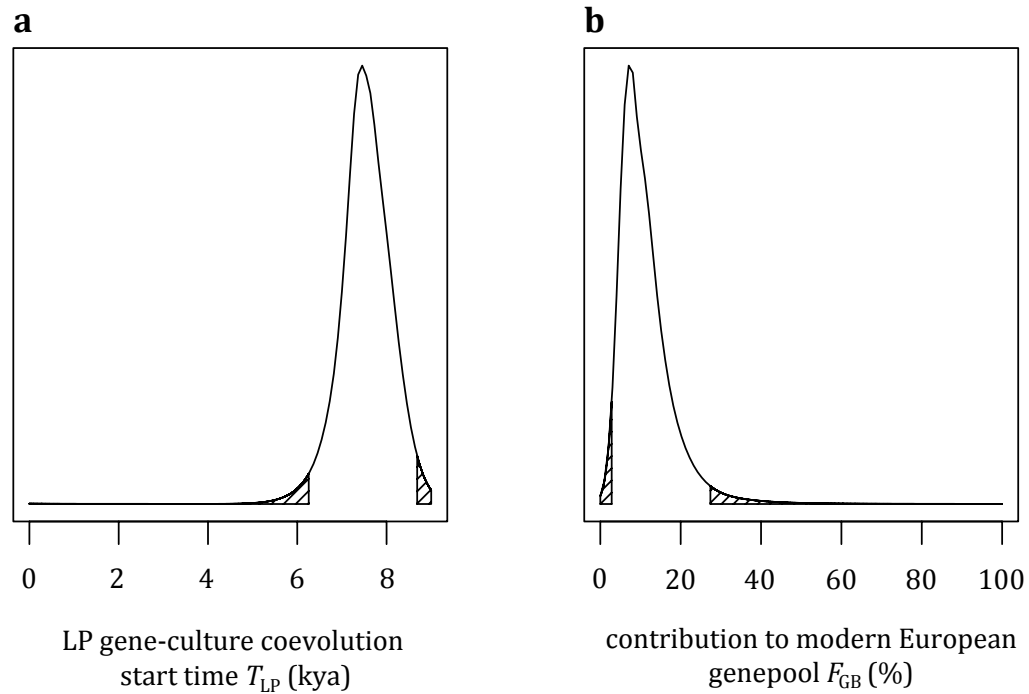 a
b
0 2 4 6 8
0 20 40 60 80 100
LP gene-culture coevolution
start time T_LP (kya)
contribution to modern European
genepool F_GB (%)